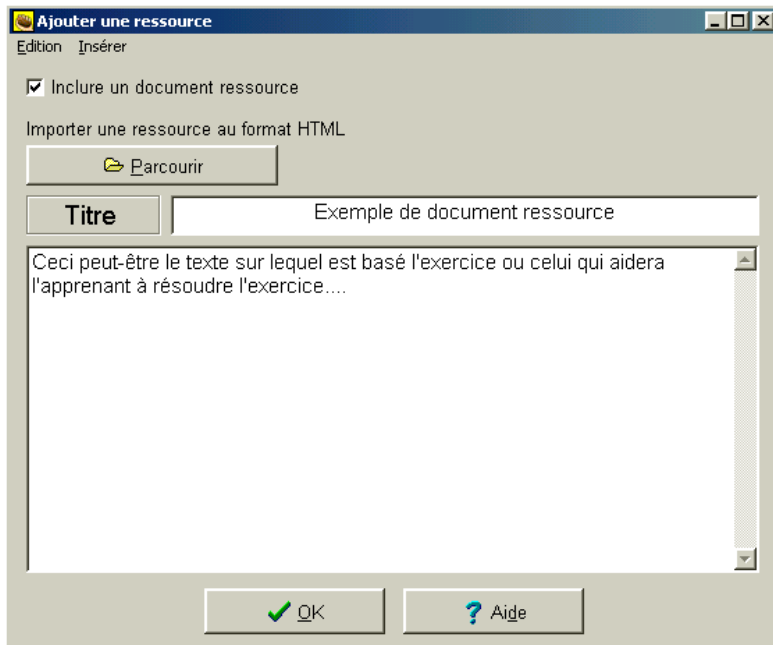 Ajouter une ressource
Edition Insérer
Inclure un document ressource
Importer une ressource au format HTML
Parcourir
Titre Exemple de document ressource
Ceci peut-être le texte sur lequel est basé l'exercice ou celui qui aidera
l'apprenant à résoudre l'exercice....
OK ? Aide